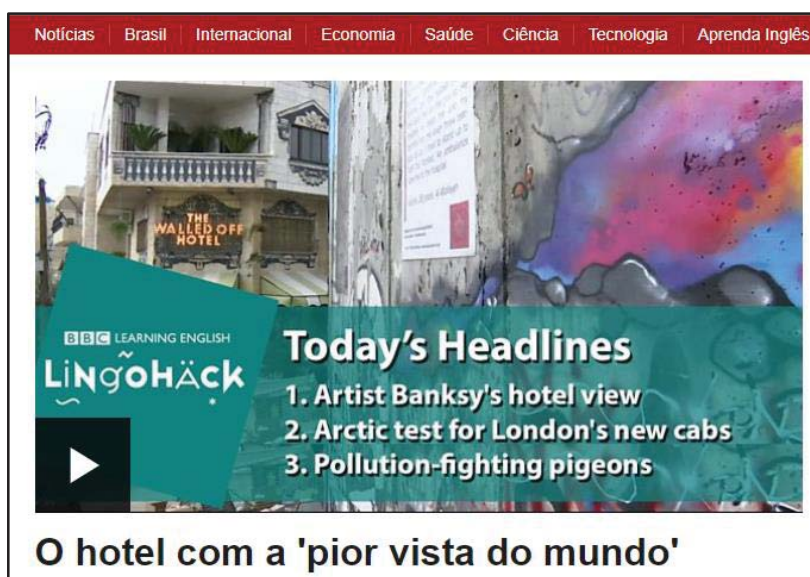 Notícias Brasil Internacional Economia Saúde Ciência Tecnologia Aprenda Inglês
THE
WALLED OFF
HOTEL
BBC LEARNING ENGLISH
LiNgOHÄcK
Today's Headlines
1. Artist Banksy's hotel view
2. Arctic test for London's new cabs
3. Pollution-fighting pigeons
O hotel com a 'pior vista do mundo'